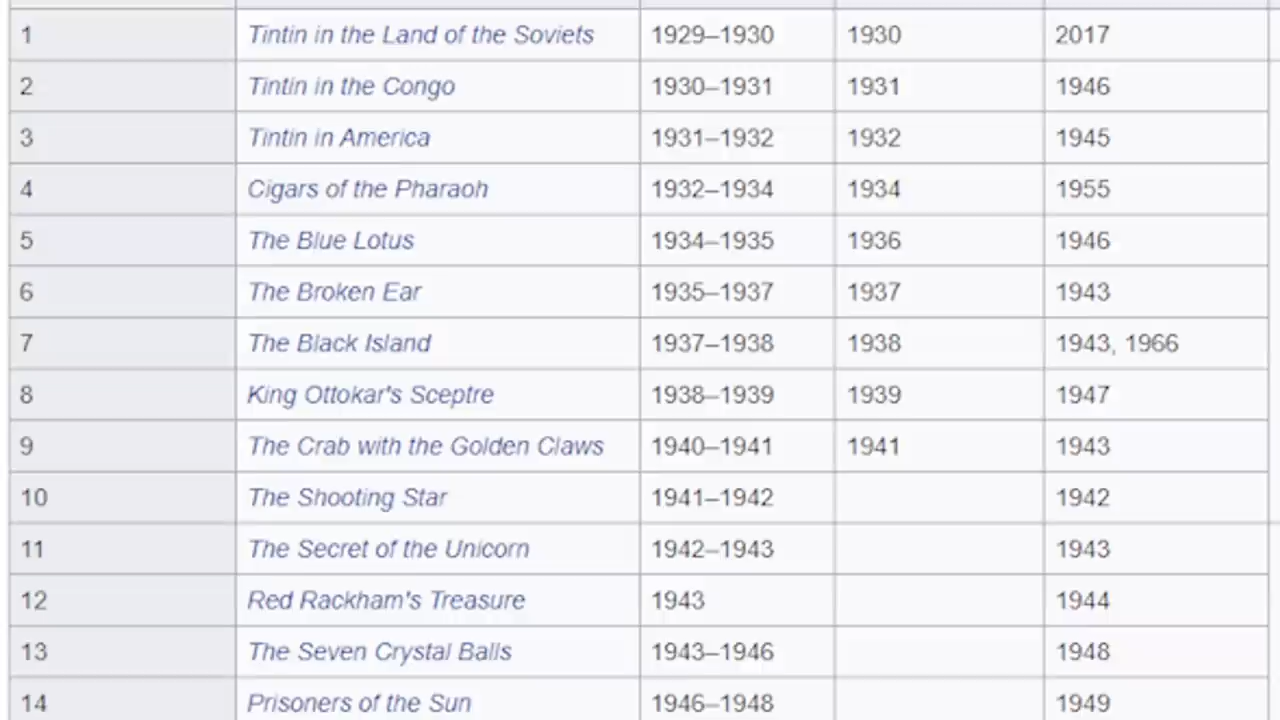 1 Tintin in the Land of the Soviets 1929–1930 1930 2017
2 Tintin in the Congo 1930–1931 1931 1946
3 Tintin in America 1931–1932 1932 1945
4 Cigars of the Pharaoh 1932–1934 1934 1955
5 The Blue Lotus 1934–1935 1936 1946
6 The Broken Ear 1935–1937 1937 1943
7 The Black Island 1937–1938 1938 1943, 1966
8 King Ottokar's Sceptre 1938–1939 1939 1947
9 The Crab with the Golden Claws 1940–1941 1941 1943
10 The Shooting Star 1941–1942 1942
11 The Secret of the Unicorn 1942–1943 1943
12 Red Rackham's Treasure 1943 1944
13 The Seven Crystal Balls 1943–1946 1948
14 Prisoners of the Sun 1946–1948 1949